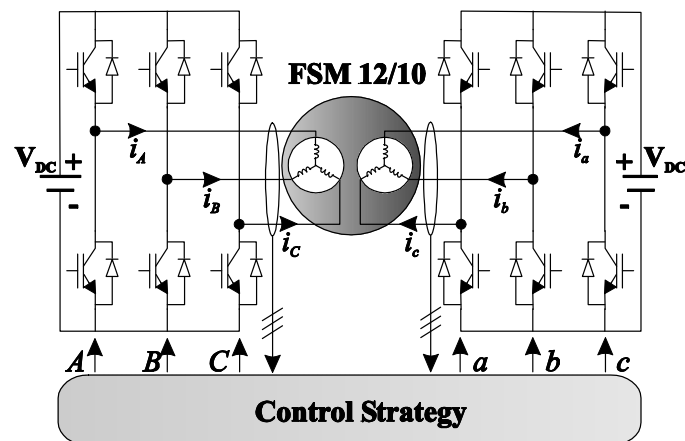 FSM 12/10
V_DC + -
i_A
i_B
i_C
i_a
i_b
i_c
V_DC + -
A B C a b c
Control Strategy